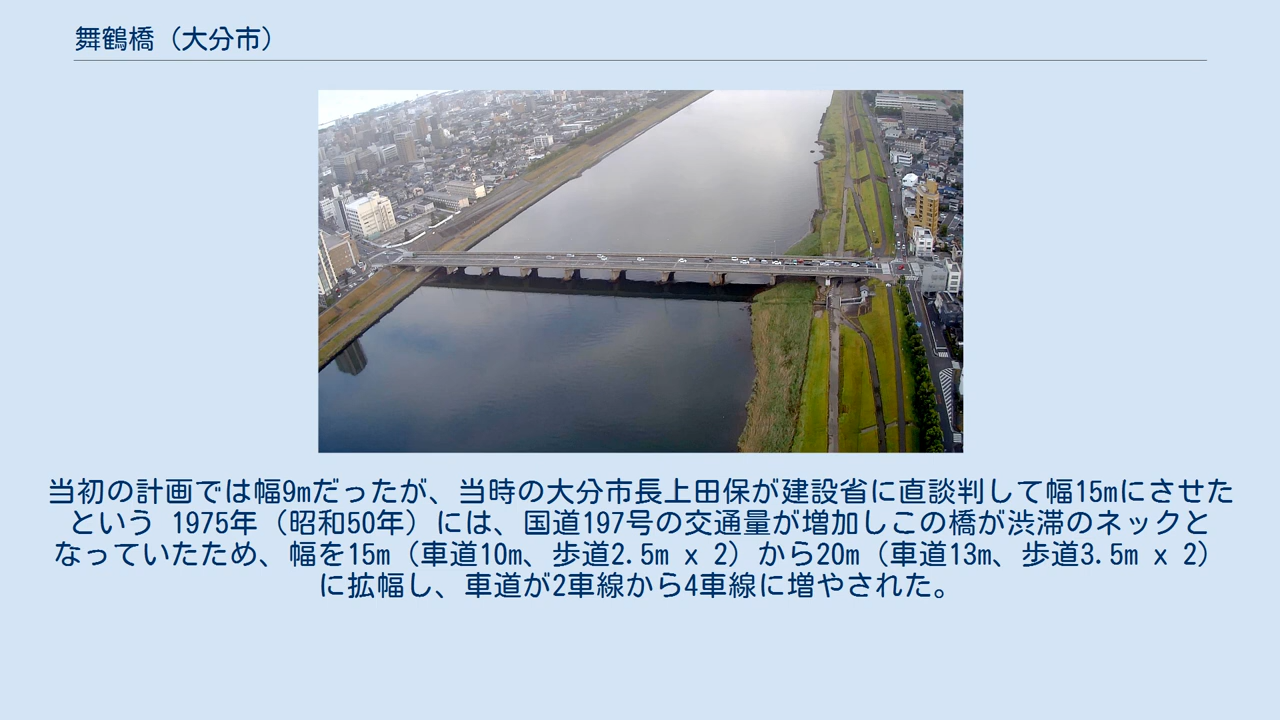 舞鶴橋（大分市）
当初の計画では幅9mだったが、当時の大分市長上田保が建設省に直談判して幅15mにさせた
という 1975年（昭和50年）には、国道197号の交通量が増加しこの橋が渋滞のネックと
なっていたため、幅を15m（車道10m、歩道2.5m x 2）から20m（車道13m、歩道3.5m x 2）
に拡幅し、車道が2車線から4車線に増やされた。